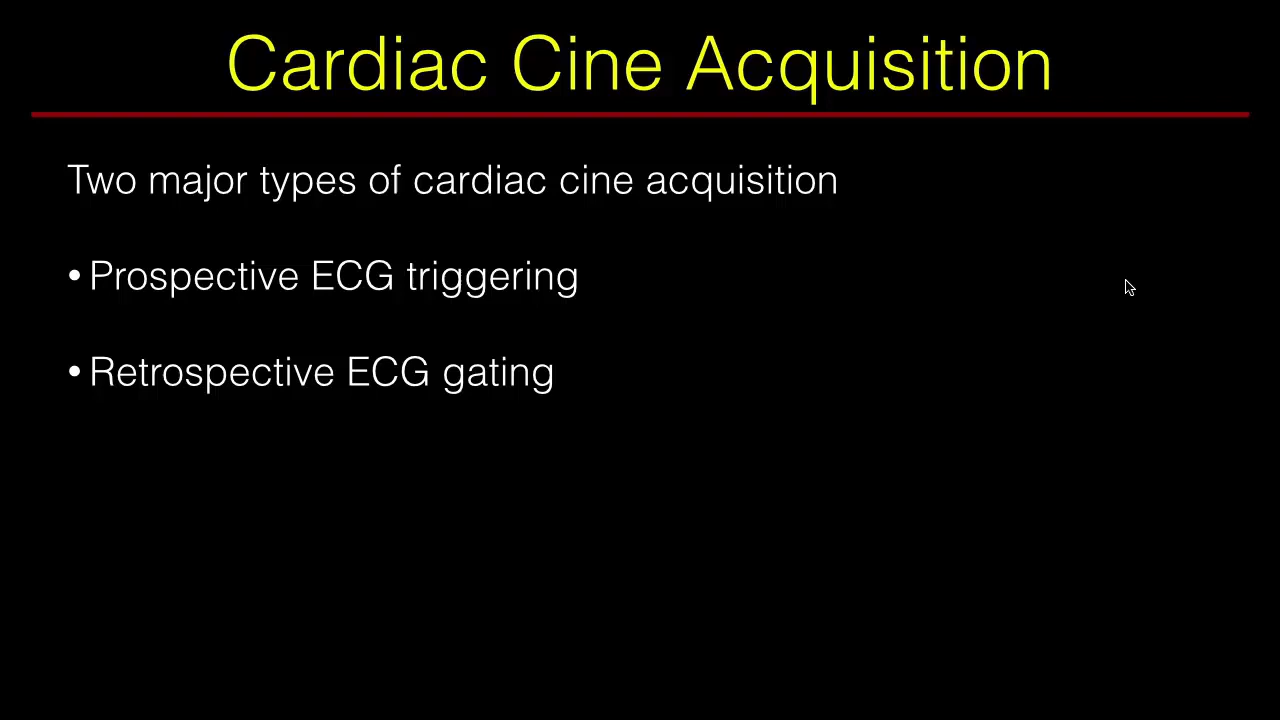 Cardiac Cine Acquisition
Two major types of cardiac cine acquisition
• Prospective ECG triggering
• Retrospective ECG gating